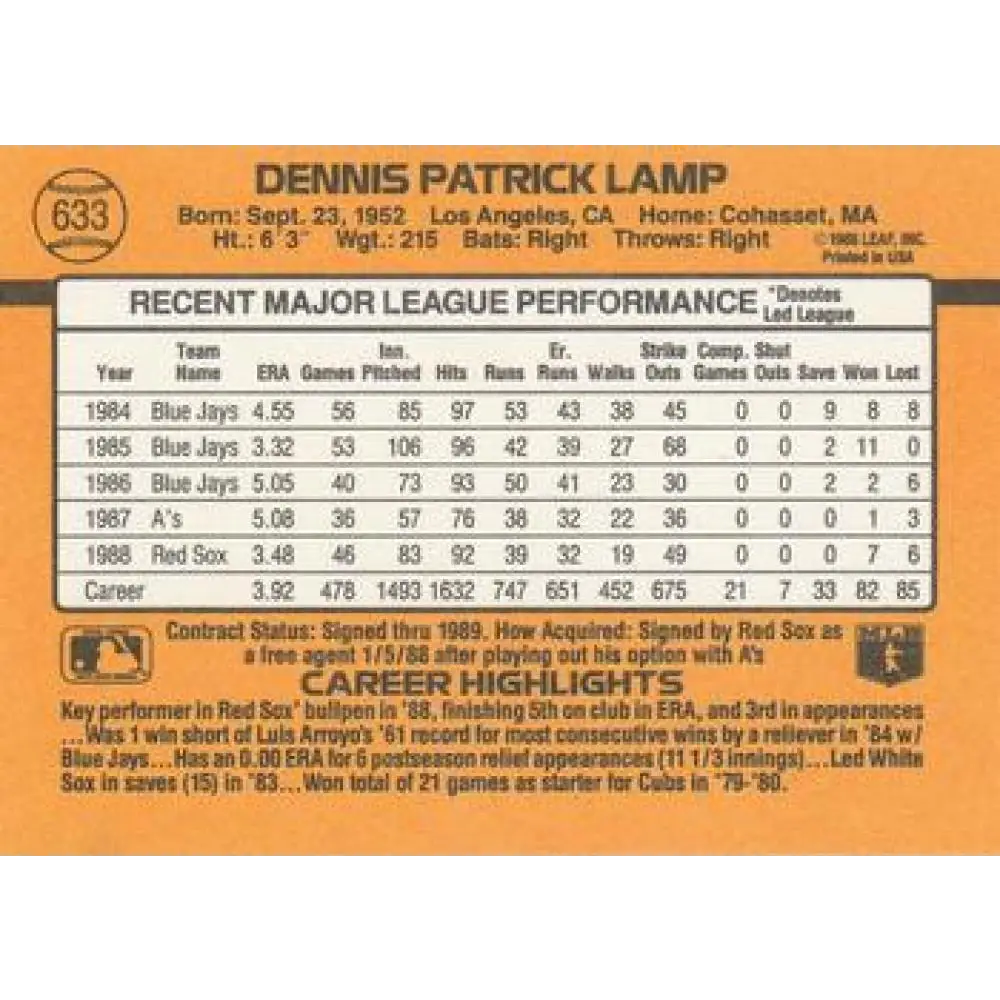 633
DENNIS PATRICK LAMP
Born: Sept. 23, 1952 Los Angeles, CA Home: Cohasset, MA
Ht.: 6'3" Wgt.: 215 Bats: Right Throws: Right
LEAF, INC.
Printed in USA
RECENT MAJOR LEAGUE PERFORMANCE *Denotes Led League
Year Team Name ERA Games Inn. Pitched Hits Runs Er. Runs Walks Strike Outs Comp. Games Shut Outs Save Won Lost
1984 Blue Jays 4.55 56 85 97 53 43 38 45 0 0 9 8 8
1985 Blue Jays 3.32 53 106 96 42 39 27 68 0 0 2 11 0
1986 Blue Jays 5.05 40 73 93 50 41 23 30 0 0 2 2 6
1987 A's 5.08 36 57 76 38 32 22 36 0 0 0 1 3
1988 Red Sox 3.48 46 83 92 39 32 19 49 0 0 0 7 6
Career 3.92 478 1493 1632 747 651 452 675 21 7 33 82 85
Contract Status: Signed thru 1989. How Acquired: Signed by Red Sox as
a free agent 1/5/88 after playing out his option with A's
CAREER HIGHLIGHTS
Key performer in Red Sox' bullpen in '88, finishing 5th on club in ERA, and 3rd in appearances
...Was 1 win short of Luis Arroyo's '61 record for most consecutive wins by a reliever in '84 w/
Blue Jays...Has an 0.00 ERA for 6 postseason relief appearances (11 1/3 innings)...Led White
Sox in saves (15) in '83...Won total of 21 games as starter for Cubs in '79-'80.